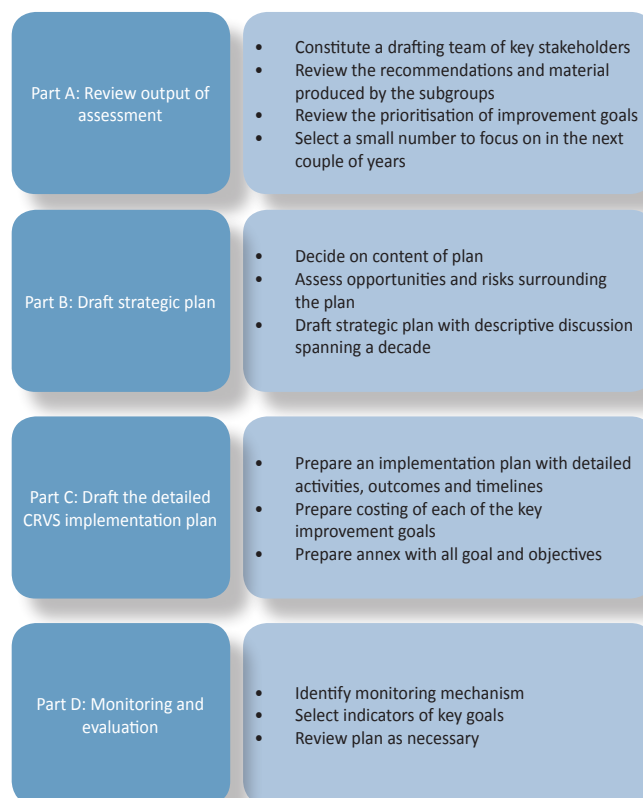 Part A: Review output of
assessment
• Constitute a drafting team of key stakeholders
• Review the recommendations and material
produced by the subgroups
• Review the prioritisation of improvement goals
• Select a small number to focus on in the next
couple of years
Part B: Draft strategic plan
• Decide on content of plan
• Assess opportunities and risks surrounding
the plan
• Draft strategic plan with descriptive discussion
spanning a decade
Part C: Draft the detailed
CRVS implementation plan
• Prepare an implementation plan with detailed
activities, outcomes and timelines
• Prepare costing of each of the key
improvement goals
• Prepare annex with all goal and objectives
Part D: Monitoring and
evaluation
• Identify monitoring mechanism
• Select indicators of key goals
• Review plan as necessary